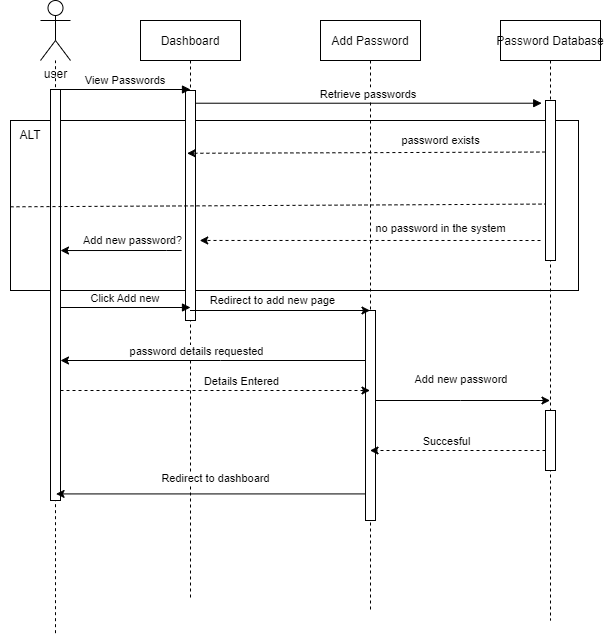 Dashboard
Add Password
Password Database
user
View Passwords
Retrieve passwords
ALT
password exists
no password in the system
Add new password?
Click Add new
Redirect to add new page
password details requested
Details Entered
Add new password
Succesful
Redirect to dashboard